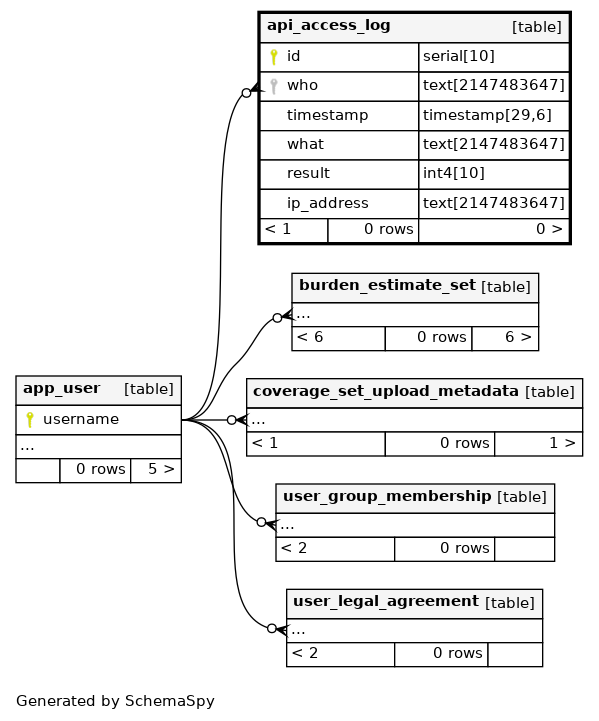 api_access_log [table]
id serial[10]
who text[2147483647]
timestamp timestamp[29,6]
what text[2147483647]
result int4[10]
ip_address text[2147483647]
< 1 0 rows 0 >
burden_estimate_set [table]
...
< 6 0 rows 6 >
app_user [table]
username
...
0 rows 5 >
coverage_set_upload_metadata [table]
...
< 1 0 rows 1 >
user_group_membership [table]
...
< 2 0 rows
user_legal_agreement [table]
...
< 2 0 rows
Generated by SchemaSpy